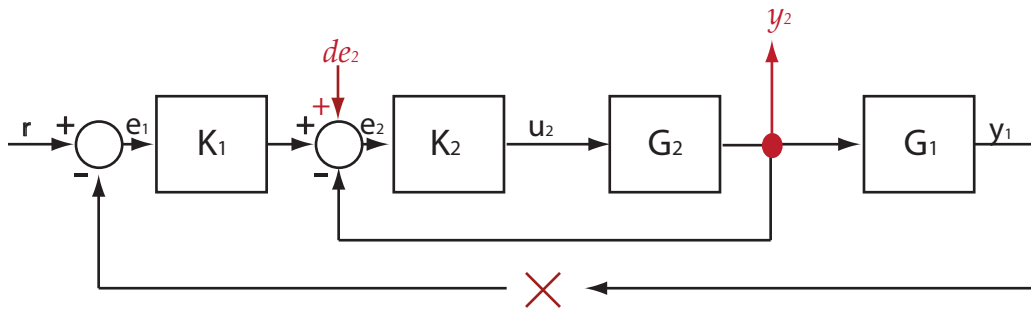 y₂
de₂
r
+
-
e₁
K₁
+
+
-
e₂
K₂
u₂
G₂
G₁
y₁